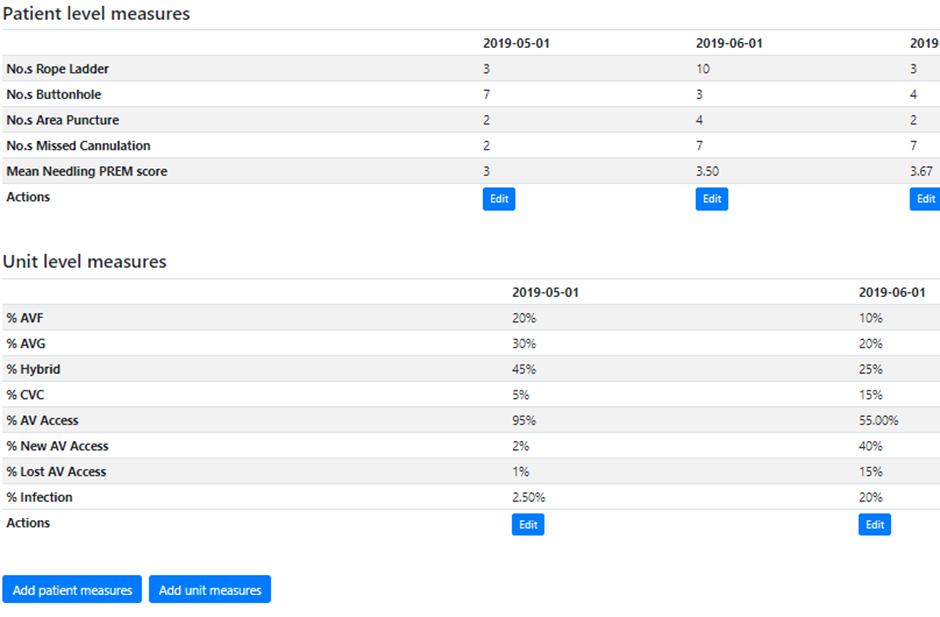 Patient level measures
2019-05-01 2019-06-01 2019
No.s Rope Ladder 3 10 3
No.s Buttonhole 7 3 4
No.s Area Puncture 2 4 2
No.s Missed Cannulation 2 7 7
Mean Needling PREM score 3 3.50 3.67
Actions Edit Edit Edit
Unit level measures
2019-05-01 2019-06-01
% AVF 20% 10%
% AVG 30% 20%
% Hybrid 45% 25%
% CVC 5% 15%
% AV Access 95% 55.00%
% New AV Access 2% 40%
% Lost AV Access 1% 15%
% Infection 2.50% 20%
Actions Edit Edit
Add patient measures Add unit measures